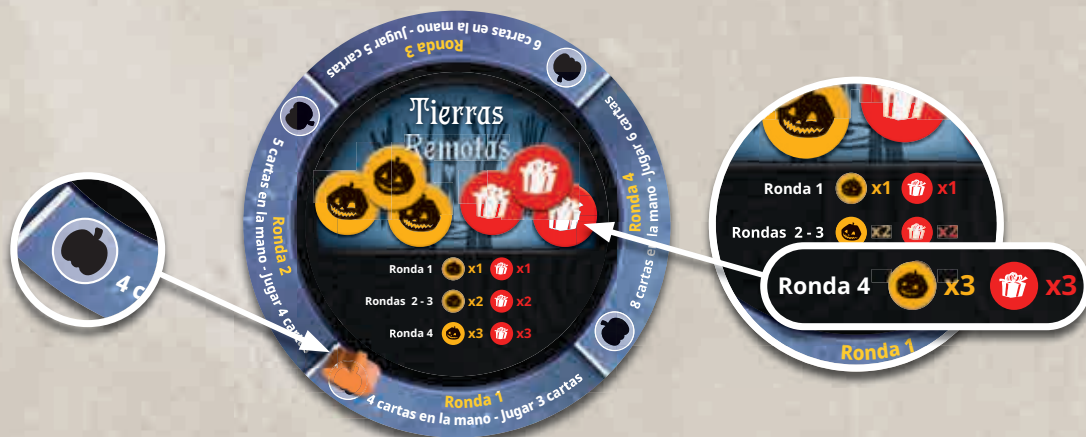 6 cartas en la mano - Jugar 5 cartas
Ronda 3
Tierras
Remotas
5 cartas en la mano - Jugar 4 cartas
Ronda 2
8 cartas en la mano - Jugar 6 cartas
Ronda 4
Ronda 1 x1 x1
Rondas 2 - 3 x2 x2
Ronda 4 x3 x3
Ronda 1
4 cartas en la mano - Jugar 3 cartas
4 c
Ronda 1 x1 x1
Rondas 2 - 3 x2 x2
Ronda 4 x3 x3
Ronda 1